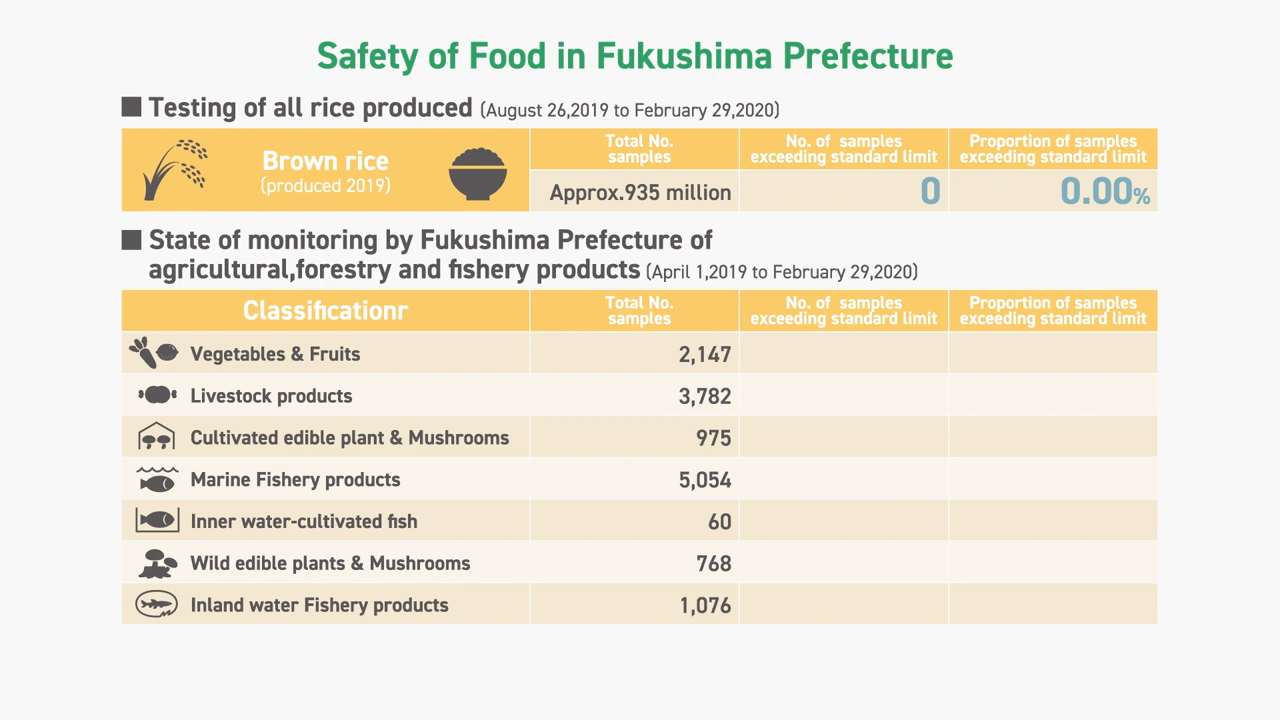 Safety of Food in Fukushima Prefecture
Testing of all rice produced (August 26,2019 to February 29,2020)
Brown rice
(produced 2019)
Total No. samples
No. of samples exceeding standard limit
Proportion of samples exceeding standard limit
Approx.935 million
0
0.00%
State of monitoring by Fukushima Prefecture of
agricultural,forestry and fishery products (April 1,2019 to February 29,2020)
Classificationr
Total No. samples
No. of samples exceeding standard limit
Proportion of samples exceeding standard limit
Vegetables & Fruits 2,147
Livestock products 3,782
Cultivated edible plant & Mushrooms 975
Marine Fishery products 5,054
Inner water-cultivated fish 60
Wild edible plants & Mushrooms 768
Inland water Fishery products 1,076